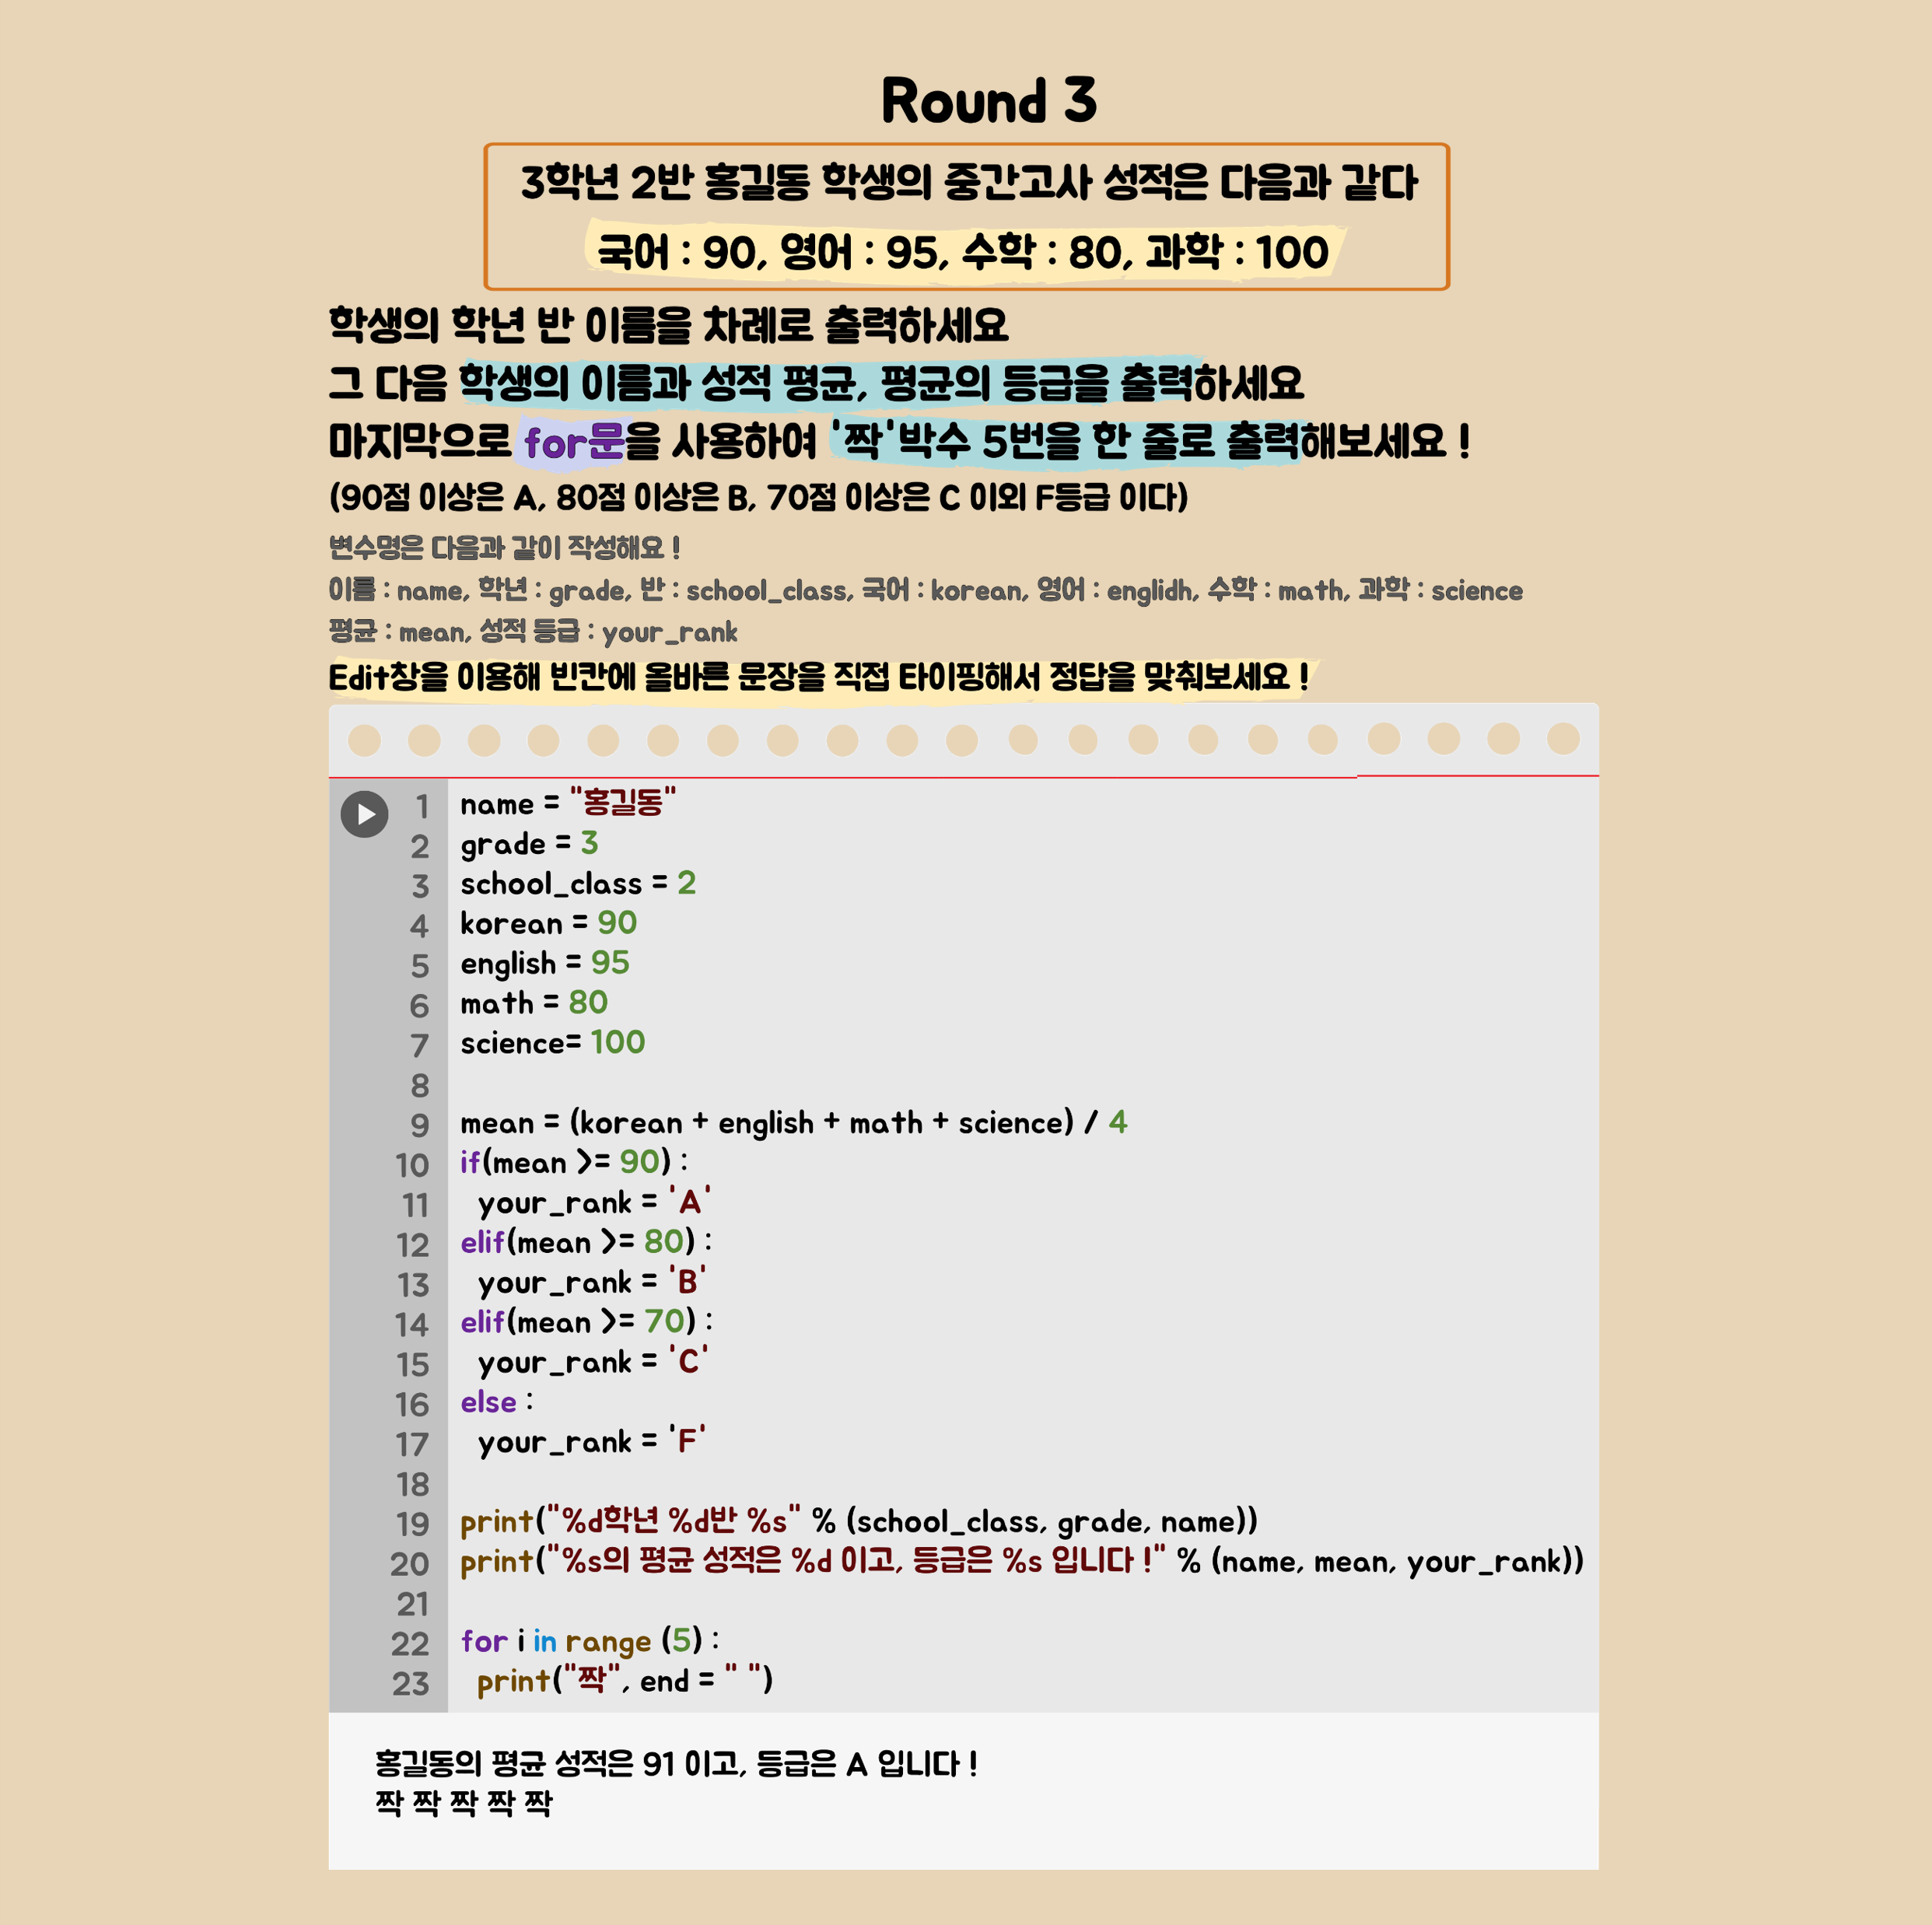 Round 3
3학년 2반 홍길동 학생의 중간고사 성적은 다음과 같다
국어 : 90, 영어 : 95, 수학 : 80, 과학 : 100
학생의 학년 반 이름을 차례로 출력하세요
그 다음 학생의 이름과 성적 평균, 평균의 등급을 출력하세요
마지막으로 for문을 사용하여 '짝'박수 5번을 한 줄로 출력해보세요 !
(90점 이상은 A, 80점 이상은 B, 70점 이상은 C 이외 F등급 이다)
변수명은 다음과 같이 작성해요 !
이름 : name, 학년 : grade, 반 : school_class, 국어 : korean, 영어 : englidh, 수학 : math, 과학 : science
평균 : mean, 성적 등급 : your_rank
Edit창을 이용해 빈칸에 올바른 문장을 직접 타이핑해서 정답을 맞춰보세요 !
1 name = "홍길동"
2 grade = 3
3 school_class = 2
4 korean = 90
5 english = 95
6 math = 80
7 science= 100
8
9 mean = (korean + english + math + science) / 4
10 if(mean >= 90) :
11 your_rank = 'A'
12 elif(mean >= 80) :
13 your_rank = 'B'
14 elif(mean >= 70) :
15 your_rank = 'C'
16 else :
17 your_rank = 'F'
18
19 print("%d학년 %d반 %s" % (school_class, grade, name))
20 print("%s의 평균 성적은 %d 이고, 등급은 %s 입니다 !" % (name, mean, your_rank))
21
22 for i in range (5) :
23 print("짝", end = " ")
홍길동의 평균 성적은 91 이고, 등급은 A 입니다 !
짝 짝 짝 짝 짝